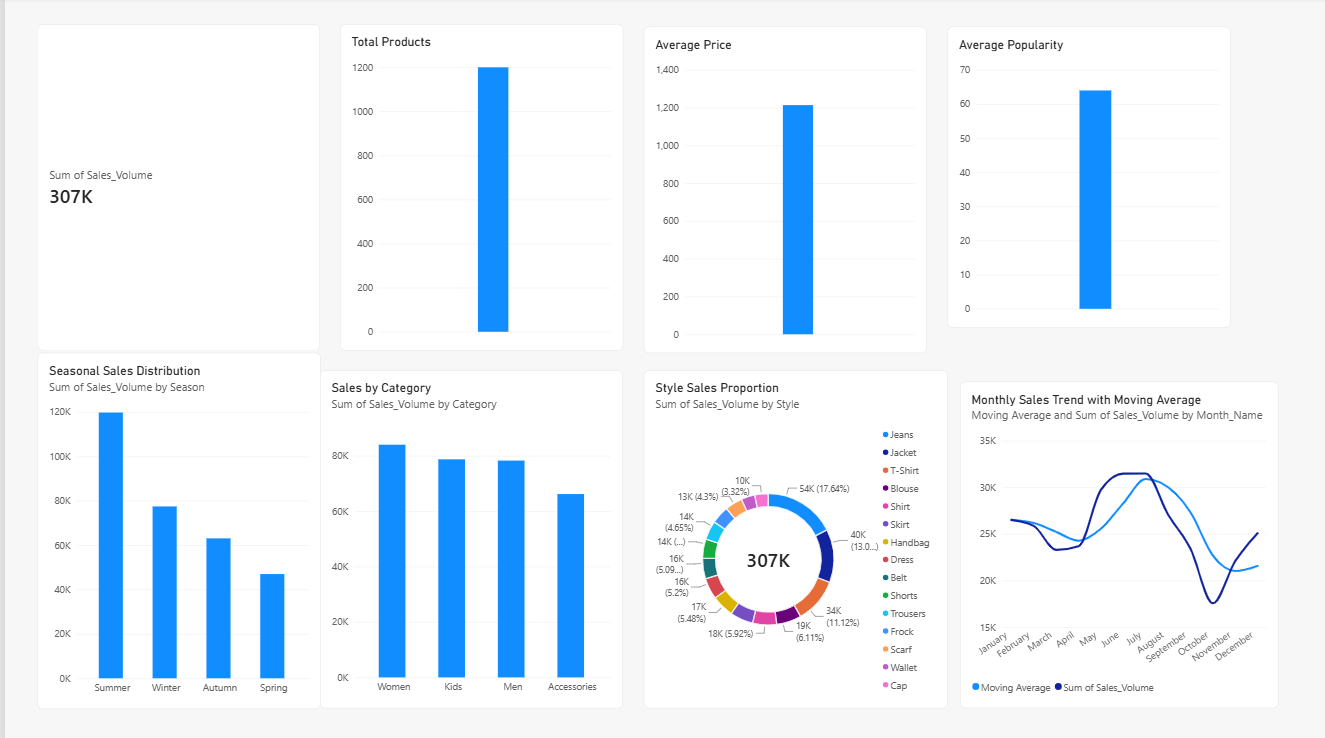 Sum of Sales_Volume
307K
Total Products
1200
1000
800
600
400
200
0
Average Price
1,400
1,200
1,000
800
600
400
200
0
Average Popularity
70
60
50
40
30
20
10
0
Seasonal Sales Distribution
Sum of Sales_Volume by Season
120K
100K
80K
60K
40K
20K
0K
Summer Winter Autumn Spring
Sales by Category
Sum of Sales_Volume by Category
80K
60K
40K
20K
0K
Women Kids Men Accessories
Style Sales Proportion
Sum of Sales_Volume by Style
54K (17.64%)
40K
(13.0...)
34K
(11.12%)
19K
(6.11%)
18K (5.92%)
17K
(5.48%)
16K
(5.2%)
16K
(5.09...)
14K (...)
14K
(4.65%)
13K (4.3%)
10K
(3.32%)
307K
Jeans
Jacket
T-Shirt
Blouse
Shirt
Skirt
Handbag
Dress
Belt
Shorts
Trousers
Frock
Scarf
Wallet
Cap
Monthly Sales Trend with Moving Average
Moving Average and Sum of Sales_Volume by Month_Name
35K
30K
25K
20K
15K
January February March April May June July August September October November December
Moving Average Sum of Sales_Volume